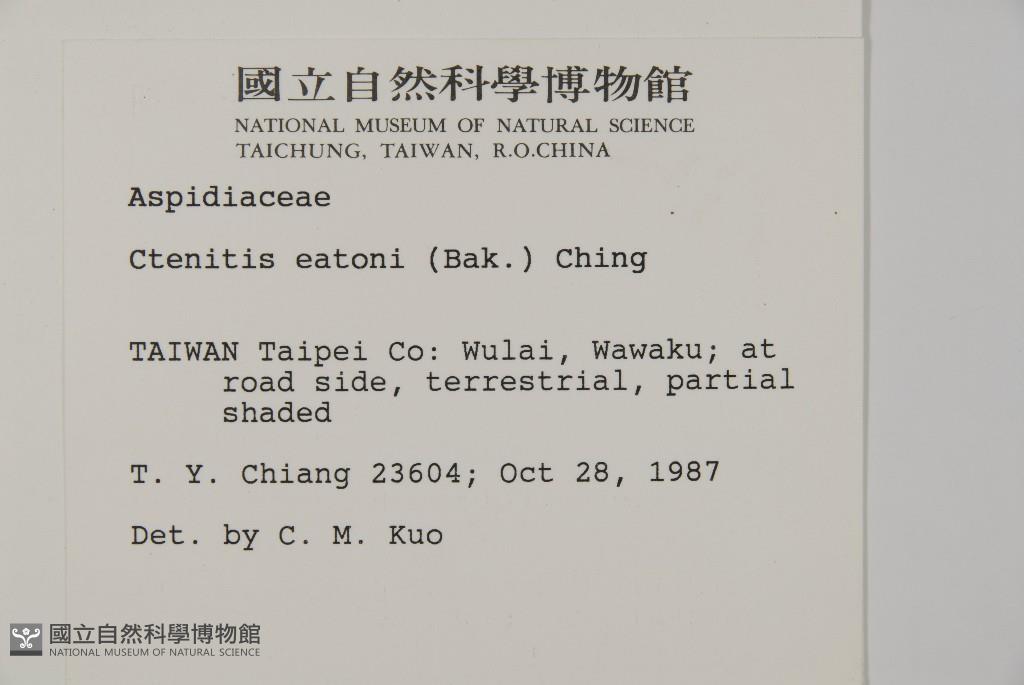 國立自然科學博物館
NATIONAL MUSEUM OF NATURAL SCIENCE
TAICHUNG, TAIWAN, R.O.CHINA
Aspidiaceae
Ctenitis eatoni (Bak.) Ching
TAIWAN Taipei Co: Wulai, Wawaku; at
road side, terrestrial, partial
shaded
T. Y. Chiang 23604; Oct 28, 1987
Det. by C. M. Kuo
國立自然科學博物館
NATIONAL MUSEUM OF NATURAL SCIENCE